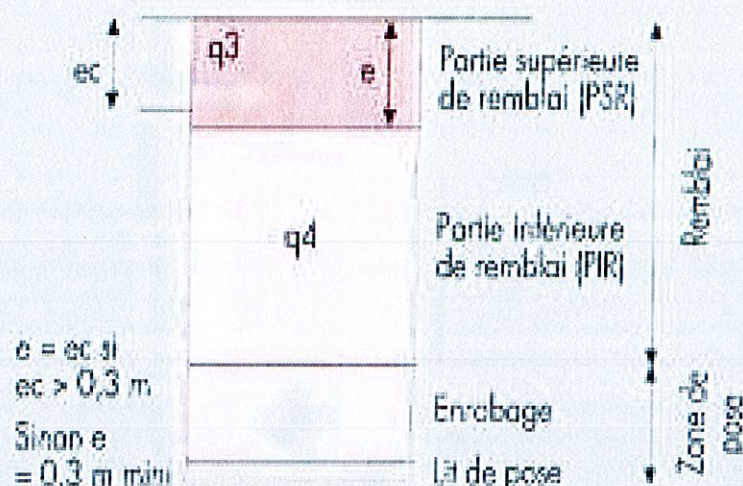 ec
q3
e
Partie supérieure
de remblai (PSR)
Remblai
q4
Partie inférieure
de remblai (PIR)
e = ec si
ec > 0,3 m
Sinon e
= 0,3 m mini
Enrobage
Lit de pose
Zone de
pose